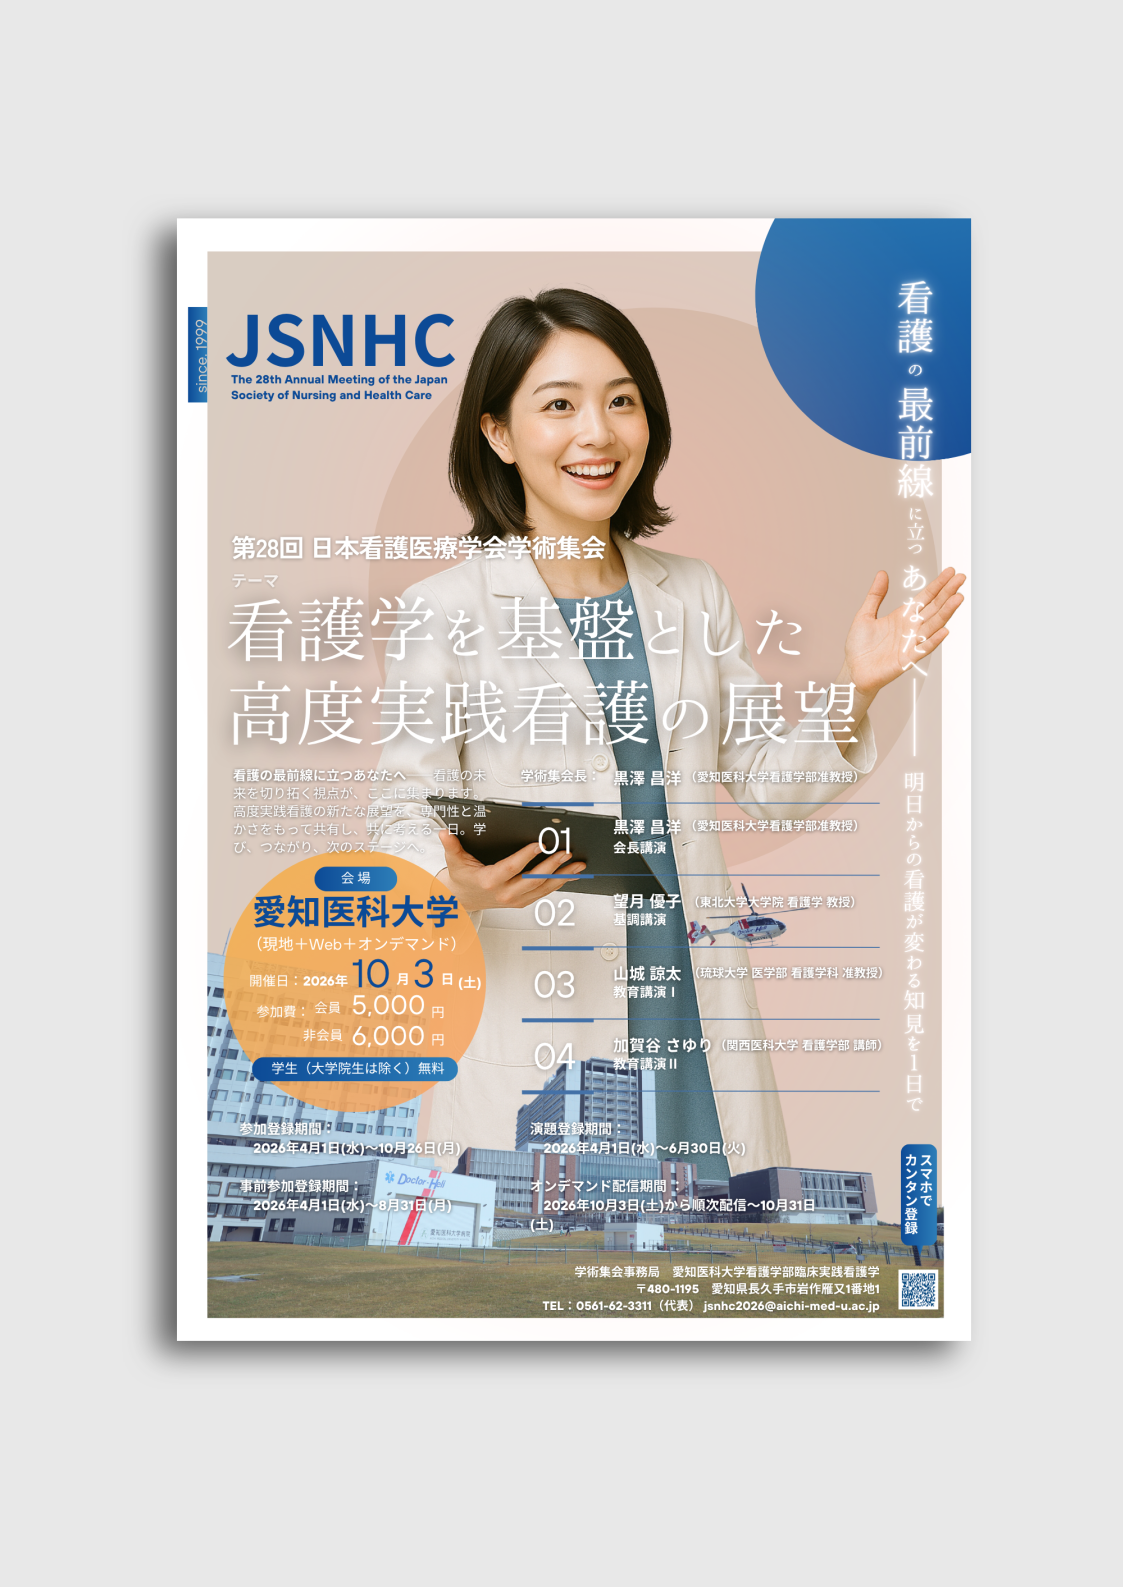 since. 1999
JSNHC
The 28th Annual Meeting of the Japan
Society of Nursing and Health Care
看護の最前線に立つあなたへ――明日からの看護が変わる知見を1日で
第28回 日本看護医療学会学術集会
テーマ
看護学を基盤とした
高度実践看護の展望
看護の最前線に立つあなたへ――看護の未
来を切り拓く視点が、ここに集まります。
高度実践看護の新たな展望を、専門性と温
かさをもって共有し、共に考える一日。学
び、つながり、次のステージへ。
会場
愛知医科大学
（現地＋Web＋オンデマンド）
開催日：2026年 10 月 3 日 (土)
参加費： 会員 5,000 円
非会員 6,000 円
学生（大学院生は除く）無料
学術集会長： 黒澤 昌洋 （愛知医科大学看護学部准教授）
01
黒澤 昌洋 （愛知医科大学看護学部准教授）
会長講演
02
望月 優子 （東北大学大学院 看護学 教授）
基調講演
03
山城 諒太 （琉球大学 医学部 看護学科 准教授）
教育講演Ⅰ
04
加賀谷 さゆり （関西医科大学 看護学部 講師）
教育講演Ⅱ
参加登録期間：
2026年4月1日(水)〜10月26日(月)
事前参加登録期間：
2026年4月1日(水)〜8月31日(月)
演題登録期間：
2026年4月1日(水)〜6月30日(火)
オンデマンド配信期間：
2026年10月3日(土)から順次配信〜10月31日
(土)
Doctor-Heli
愛知医科大学病院
スマホで
カンタン登録
学術集会事務局　愛知医科大学看護学部臨床実践看護学
〒480-1195　愛知県長久手市岩作雁又1番地1
TEL：0561-62-3311（代表） jsnhc2026@aichi-med-u.ac.jp